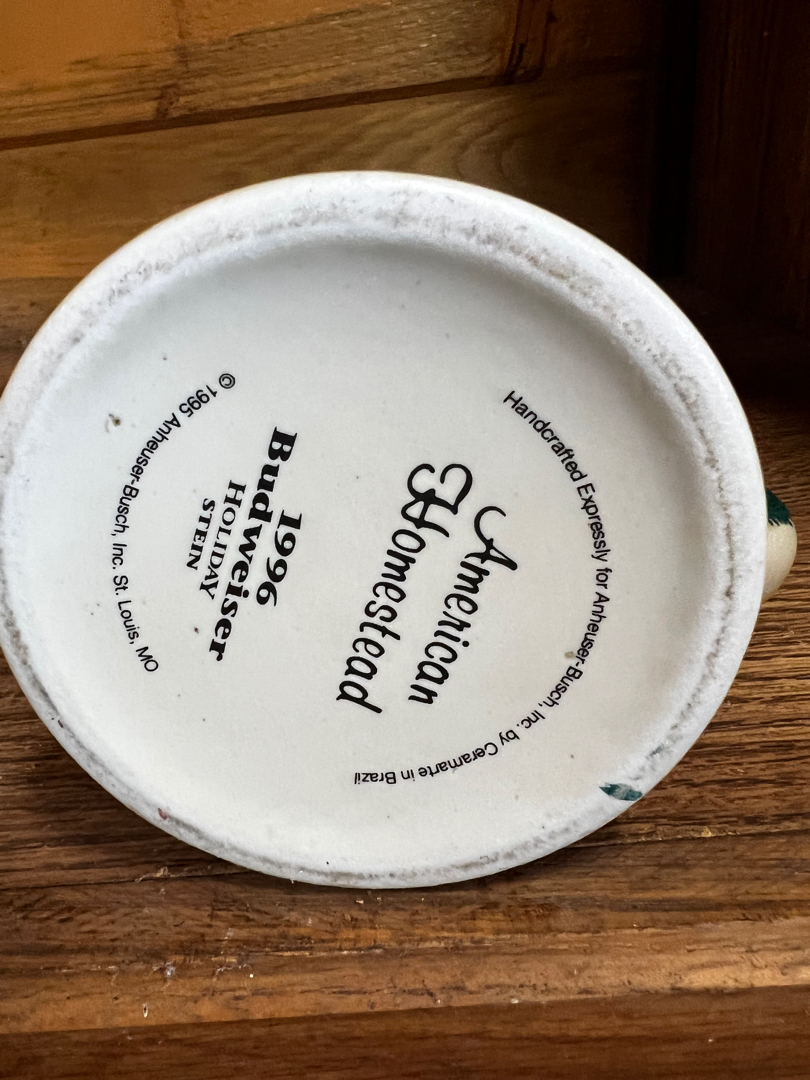 Handcrafted Expressly for Anheuser-Busch, Inc. by Ceramarte in Brazil
American
Homestead
1996
Budweiser
HOLIDAY
STEIN
© 1995 Anheuser-Busch, Inc. St. Louis, MO